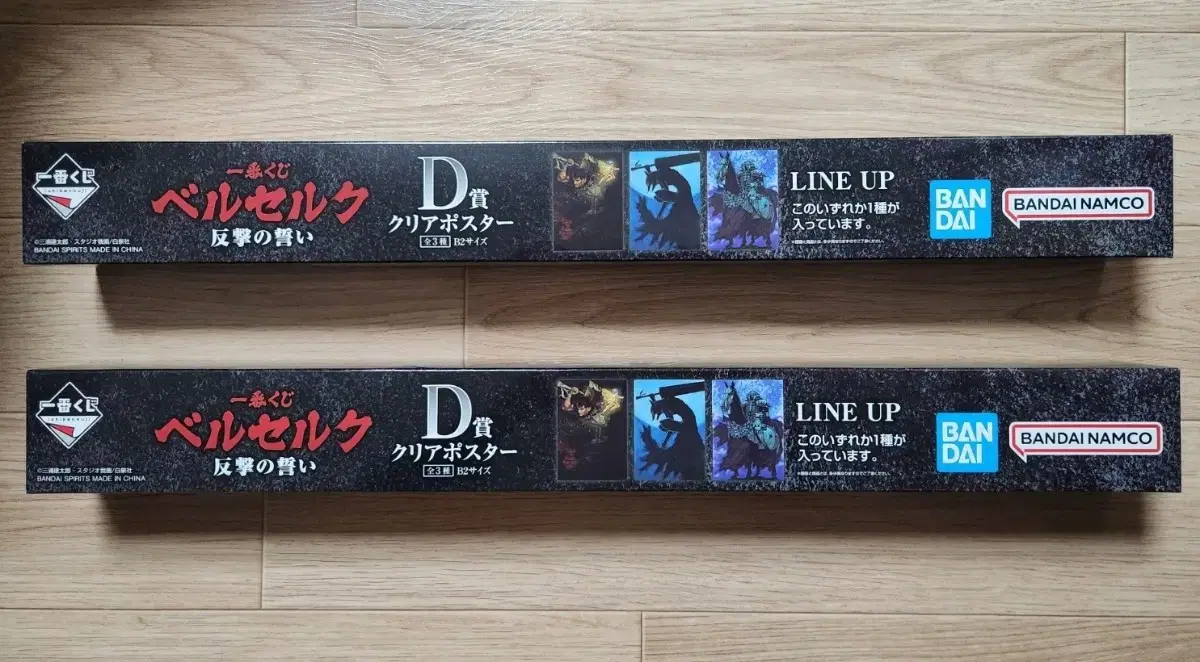 一番くじ
ichibankuji
©三浦建太郎・スタジオ我画/白泉社
BANDAI SPIRITS MADE IN CHINA
一番くじ
ベルセルク
反撃の誓い
D賞
クリアポスター
全3種 B2サイズ
LINE UP
このいずれか1種が
入っています。
BAN
DAI
BANDAI NAMCO
一番くじ
ichibankuji
©三浦建太郎・スタジオ我画/白泉社
BANDAI SPIRITS MADE IN CHINA
一番くじ
ベルセルク
反撃の誓い
D賞
クリアポスター
全3種 B2サイズ
LINE UP
このいずれか1種が
入っています。
BAN
DAI
BANDAI NAMCO